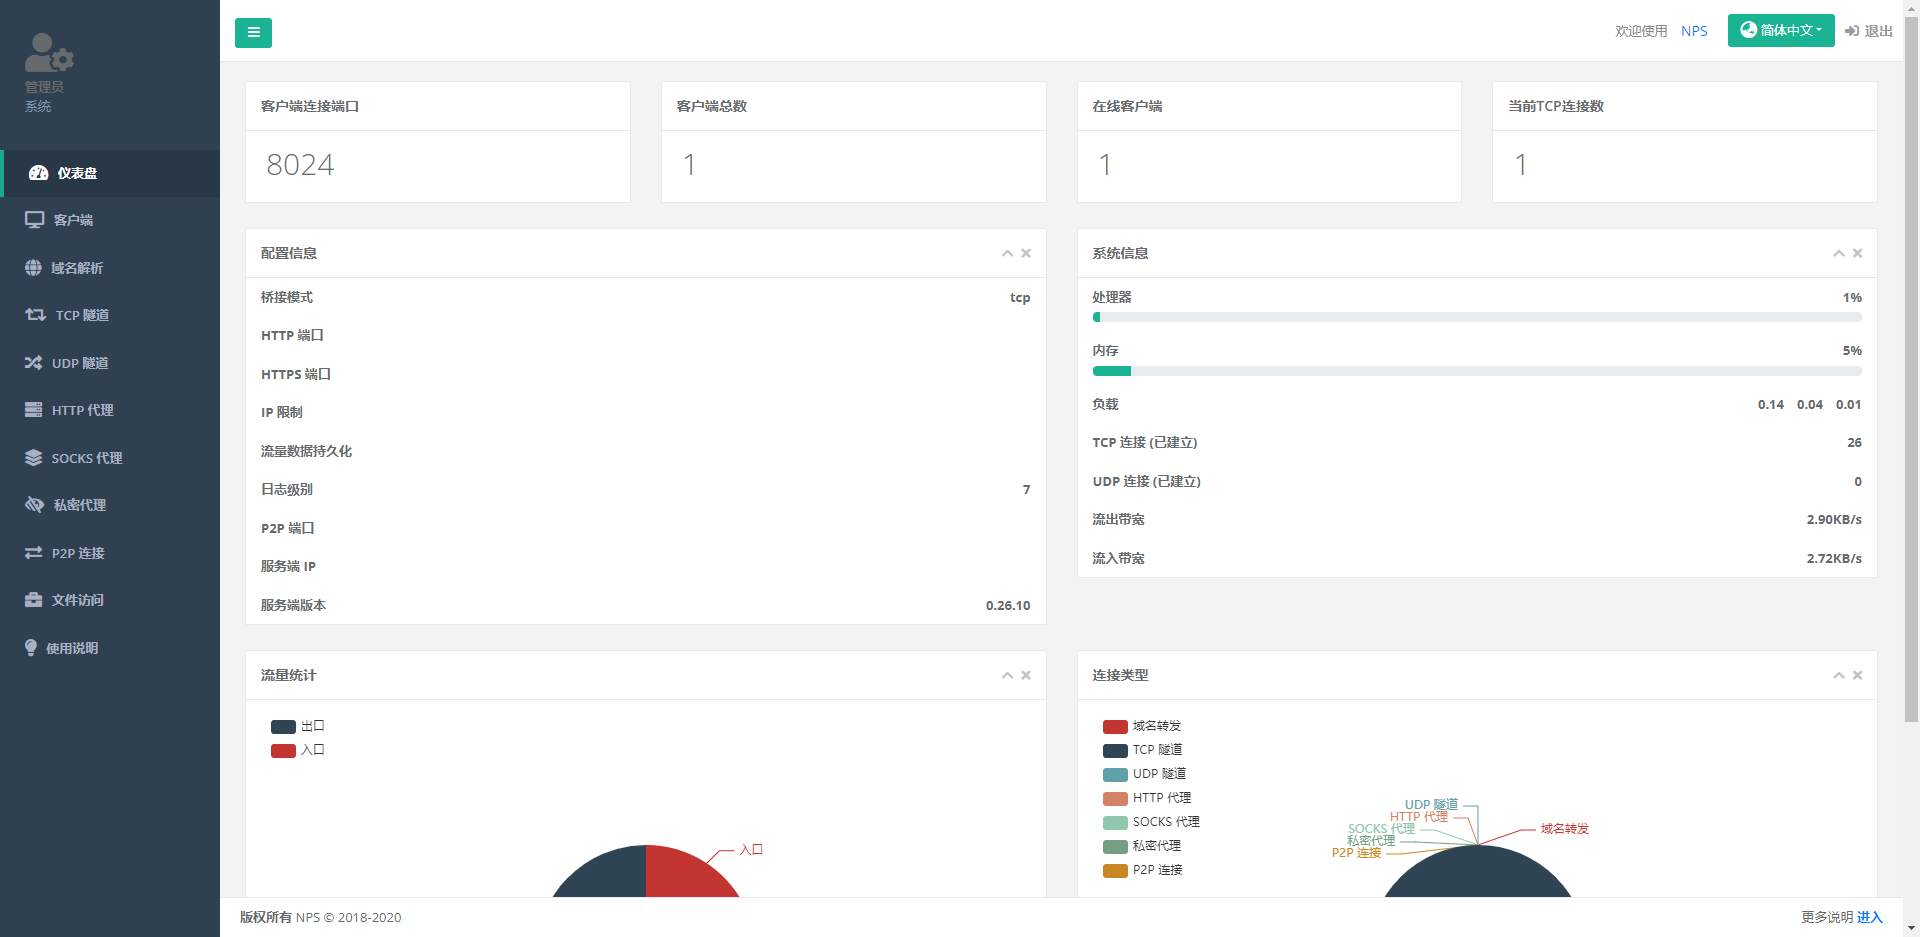 管理员
系统
仪表盘
客户端
域名解析
TCP 隧道
UDP 隧道
HTTP 代理
SOCKS 代理
私密代理
P2P 连接
文件访问
使用说明
欢迎使用 NPS 简体中文 退出
客户端连接端口
8024
客户端总数
1
在线客户端
1
当前TCP连接数
1
配置信息
桥接模式 tcp
HTTP 端口
HTTPS 端口
IP 限制
流量数据持久化
日志级别 7
P2P 端口
服务端 IP
服务端版本 0.26.10
系统信息
处理器 1%
内存 5%
负载 0.14 0.04 0.01
TCP 连接 (已建立) 26
UDP 连接 (已建立) 0
流出带宽 2.90KB/s
流入带宽 2.72KB/s
流量统计
出口
入口
入口
连接类型
域名转发
TCP 隧道
UDP 隧道
HTTP 代理
SOCKS 代理
私密代理
P2P 连接
UDP 隧道
HTTP 代理
SOCKS 代理
私密代理
P2P 连接
域名转发
版权所有 NPS © 2018-2020
更多说明 进入